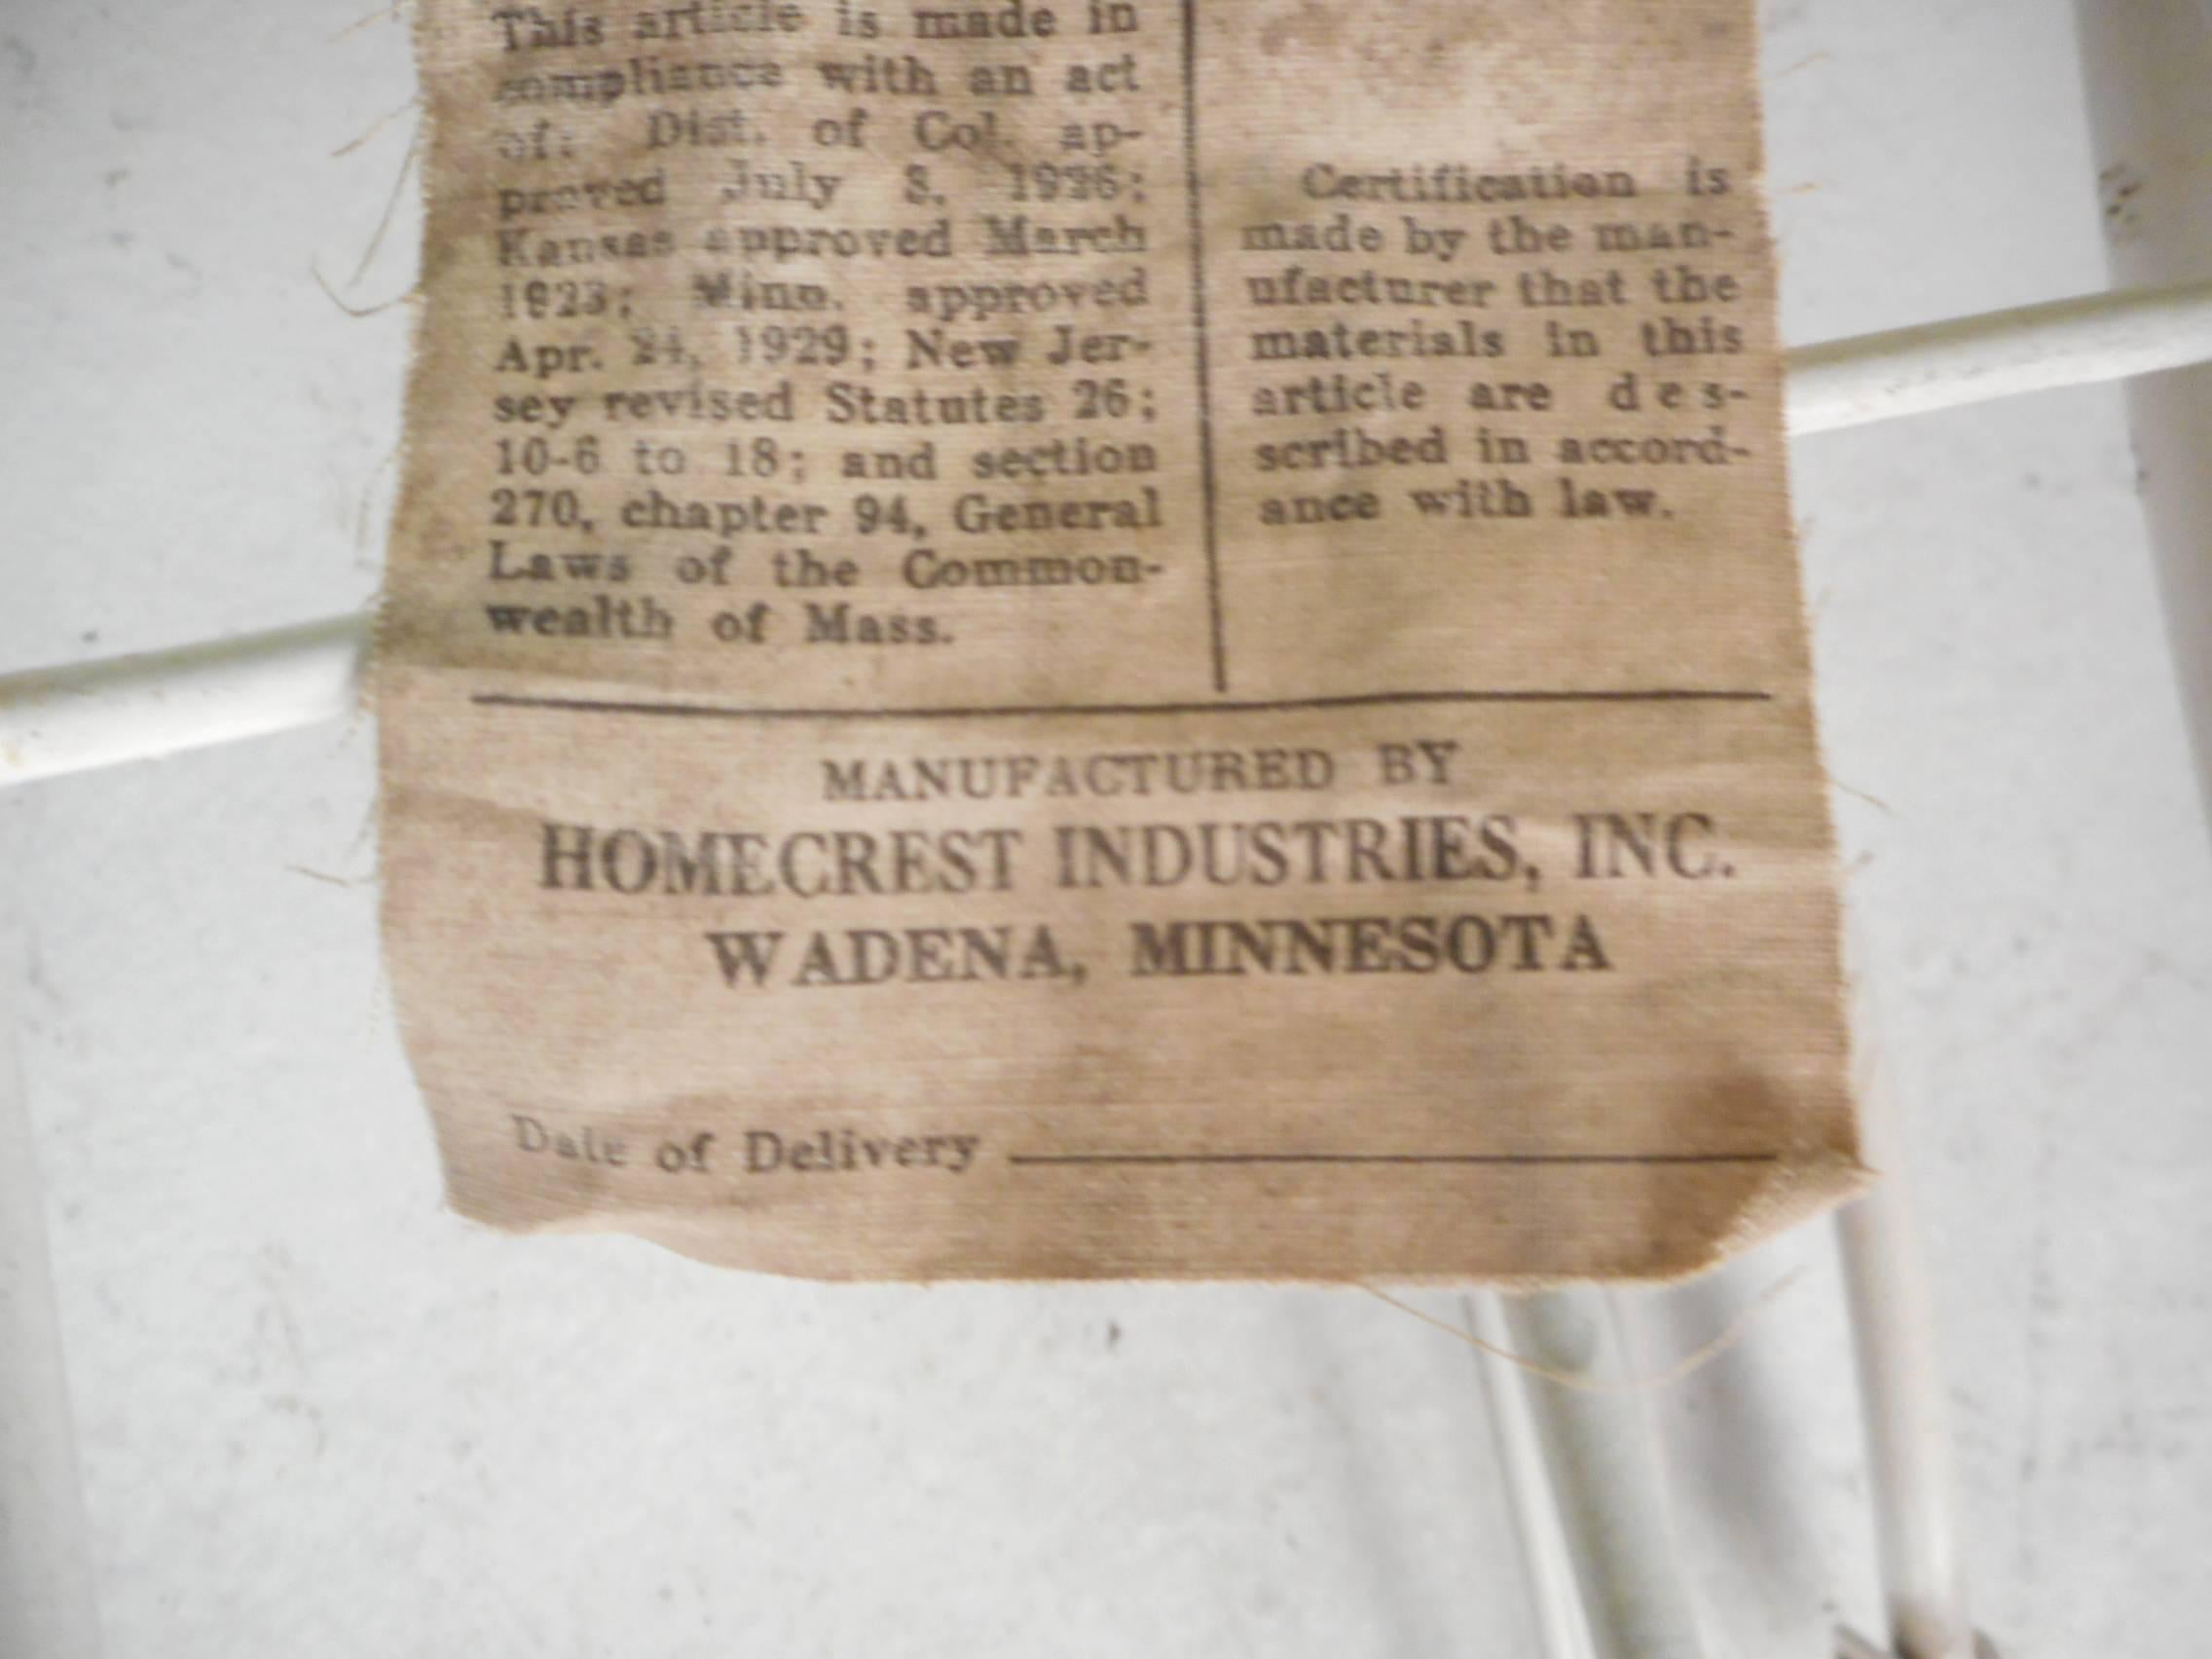 This article is made in
compliance with an act
of: Dist. of Col. ap-
proved July 3, 1926;
Kansas approved March
1923; Minn. approved
Apr. 24, 1929; New Jer-
sey revised Statutes 26;
10-6 to 18; and section
270, chapter 94, General
Laws of the Common-
wealth of Mass.
Certification is
made by the man-
ufacturer that the
materials in this
article are des-
scribed in accord-
ance with law.
MANUFACTURED BY
HOMECREST INDUSTRIES, INC.
WADENA, MINNESOTA
Date of Delivery